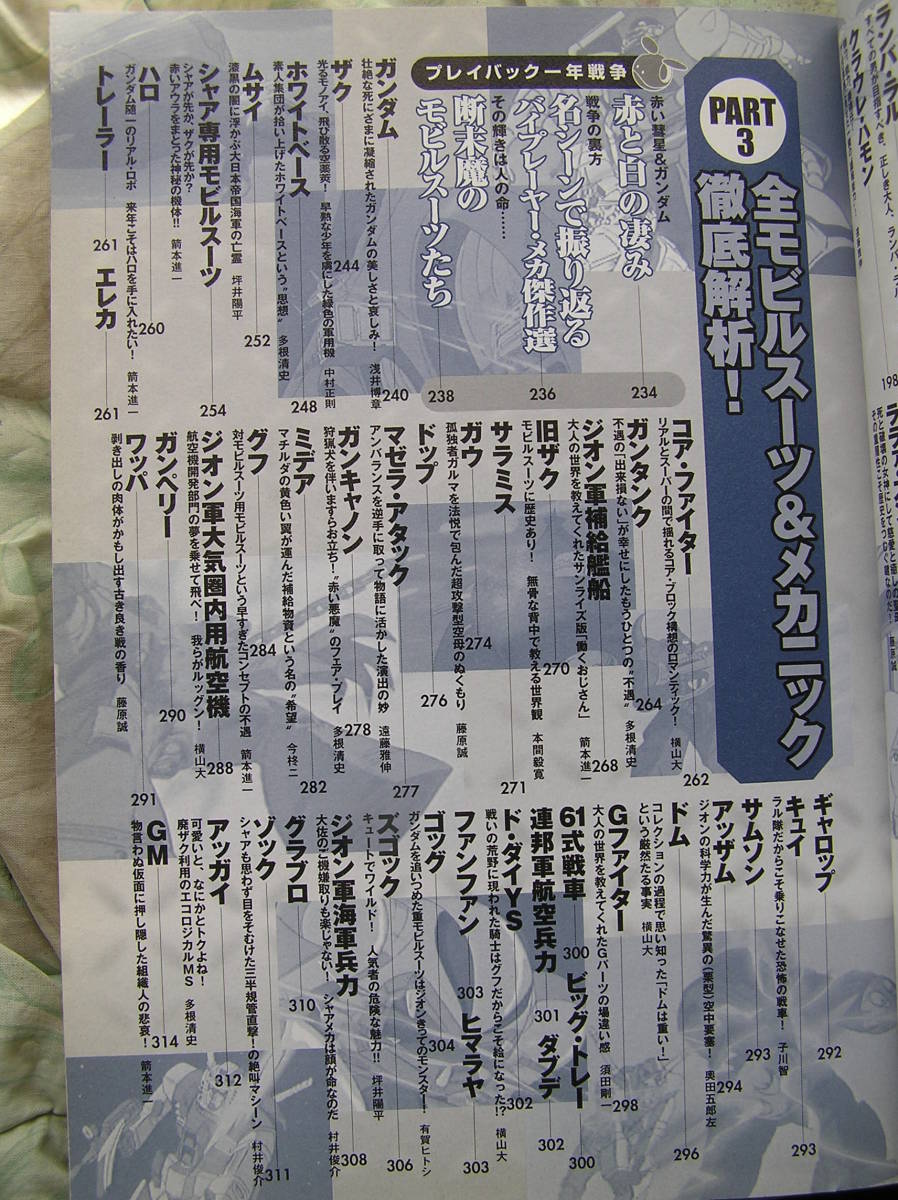 PART
3
全モビルスーツ&メカニック
徹底解析!
プレイバック一年戦争
赤い彗星&ガンダム
赤と白の凄み
234
戦争の裏方
名シーンで振り返る
バイプレーヤー・メカ傑作選
236
その輝きは人の命……
断末魔の
モビルスーツたち
238
ガンダム
壮絶な死にざまに凝縮されたガンダムの美しさと哀しみ! 浅井博章
240
ザク
光るモノアイ、飛び散る空薬莢! 早熟な少年を虜にした緑色の軍用機 中村正則
244
ホワイトベース
素人集団が拾い上げたホワイトベースという“思想” 多根清史
248
ムサイ
漆黒の闇に浮かぶ大日本帝国海軍の亡霊 坪井陽平
252
シャア専用モビルスーツ
シャアが先か、ザクが先か?
赤いアウラをまとった神秘の機体!! 箭本進一
254
ハロ
ガンダム随一のリアル・ロボ 来年こそはハロを手に入れたい! 箭本進一
260
トレーラー
261
エレカ
261
コア・ファイター
リアルとスーパーの間で揺れるコア・ブロック構想のロマンティック! 横山大
262
ガンタンク
不遇の「出来損ない」が幸せにしたもうひとつの“不遇” 多根清史
264
ジオン軍補給艦船
大人の世界を教えてくれたサンライズ版「働くおじさん」 箭本進一
268
旧ザク
モビルスーツに歴史あり! 無骨な背中で教える世界観 本間毅寛
270
サラミス
271
ガウ
孤独者ガルマを法悦で包んだ超攻撃型空母のぬくもり 藤原誠
274
ドップ
276
マゼラ・アタック
アンバランスを逆手に取って物語に活かした演出の妙 遠藤雅伸
277
ガンキャノン
狩猟犬を伴いますらお立ち!“赤い悪魔”のフェア・プレイ 多根清史
278
ミデア
マチルダの黄色い翼が運んだ補給物資という名の“希望” 今柊二
282
グフ
対モビルスーツ用モビルスーツという早すぎたコンセプトの不遇 箭本進一
284
ジオン軍大気圏内用航空機
航空機開発部門の夢を乗せて飛べ! 我らがルッグン! 横山大
288
ガンペリー
290
ワッパ
剥き出しの肉体がかもし出す古き良き戦の香り 藤原誠
291
ギャロップ
292
キュイ
ラル隊だからこそ乗りこなせた恐怖の戦車! 子川智
293
サムソン
293
アッザム
ジオンの科学力が生んだ驚異の(栗型)空中要塞! 奥田五郎左
294
ドム
コレクションの過程で思い知った「ドムは重い!」
という厳然たる事実 横山大
296
Gファイター
大人の世界を教えてくれたGパーツの場違い感 須田剛一
298
61式戦車
300
ビッグ・トレー
300
連邦軍航空兵力
301
ダブデ
302
ド・ダイYS
戦いの荒野に現われた騎士はグフだからこそ絵になった!? 横山大
302
ファンファン
303
ヒマラヤ
303
ゴッグ
ガンダムを追いつめた重モビルスーツはジオンきってのモンスター! 有賀ヒトシ
304
ズゴック
キュートでワイルド! 人気者の危険な魅力!! 坪井陽平
306
ジオン軍海軍兵力
大佐のご機嫌取りも楽じゃない! シャアメカは顔が命なのだ 村井俊介
308
グラブロ
310
ゾック
シャアも思わず目をそむけた三半規管直撃!の絶叫マシーン 村井俊介
311
アッガイ
可愛いと、なにかとトクよね!
廃ザク利用のエコロジカルMS 多根清史
312
GM
物言わぬ仮面に押し隠した組織人の悲哀! 箭本進一
314
クラウレ・ハモン